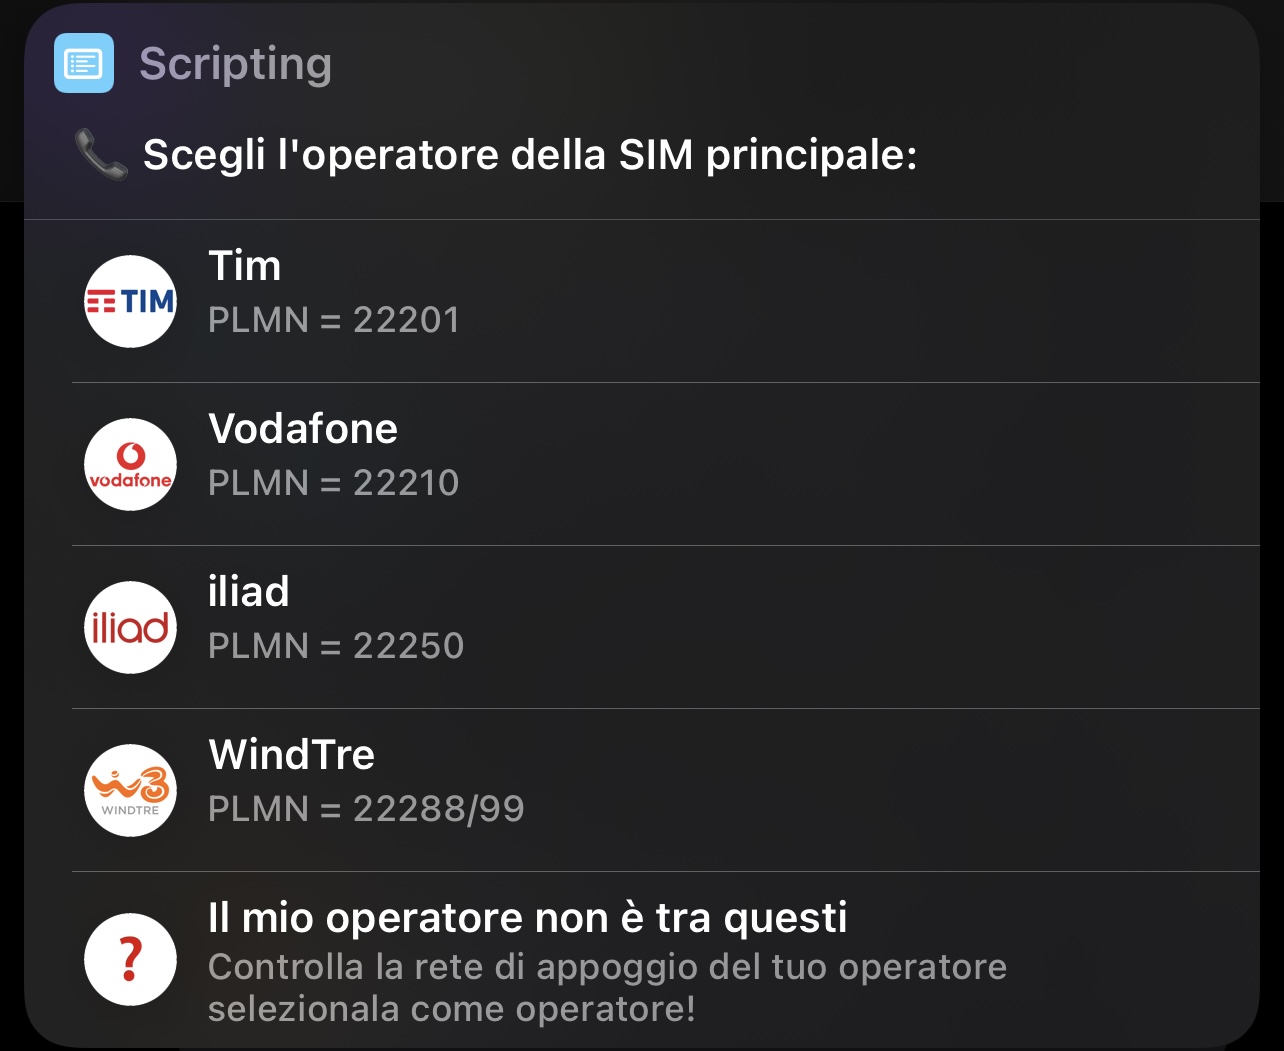 Scripting
Scegli l'operatore della SIM principale:
TIM
Tim
PLMN = 22201
vodafone
Vodafone
PLMN = 22210
iliad
iliad
PLMN = 22250
W3
WINDTRE
WindTre
PLMN = 22288/99
?
Il mio operatore non è tra questi
Controlla la rete di appoggio del tuo operatore
selezionala come operatore!